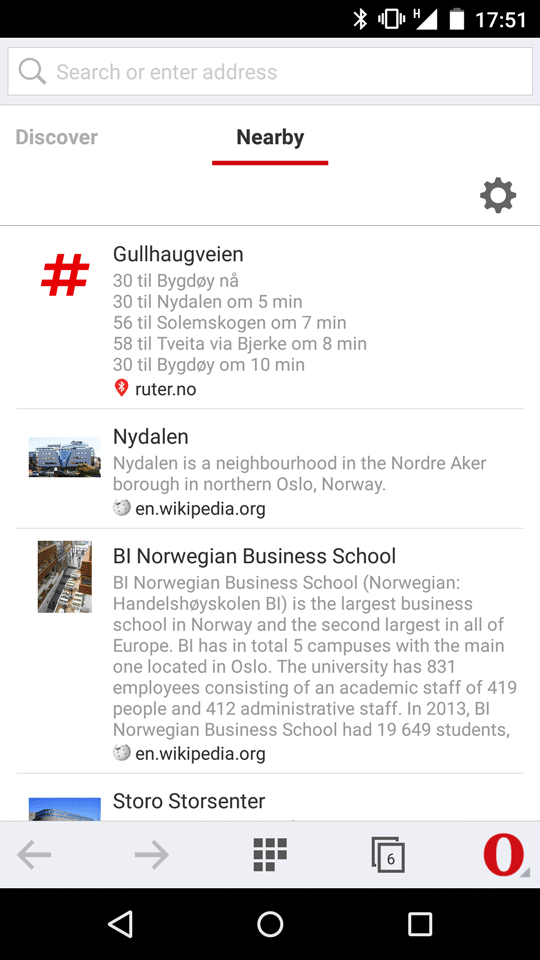 H 17:51
Search or enter address
Discover Nearby
#
Gullhaugveien
30 til Bygdøy nå
30 til Nydalen om 5 min
56 til Solemskogen om 7 min
58 til Tveita via Bjerke om 8 min
30 til Bygdøy om 10 min
ruter.no
Nydalen
Nydalen is a neighbourhood in the Nordre Aker
borough in northern Oslo, Norway.
en.wikipedia.org
BI Norwegian Business School
BI Norwegian Business School (Norwegian:
Handelshøyskolen BI) is the largest business
school in Norway and the second largest in all of
Europe. BI has in total 5 campuses with the main
one located in Oslo. The university has 831
employees consisting of an academic staff of 419
people and 412 administrative staff. In 2013, BI
Norwegian Business School had 19 649 students,
en.wikipedia.org
Storo Storsenter
6